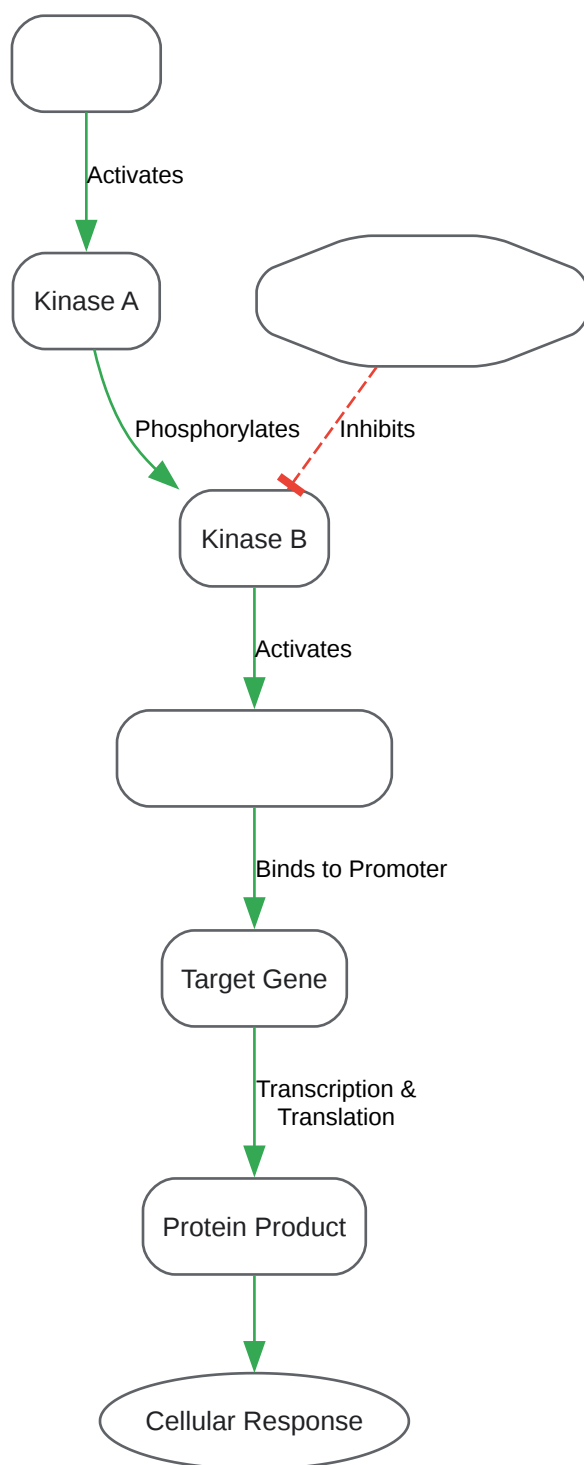 Activates
Kinase A
Phosphorylates
Inhibits
Kinase B
Activates
Binds to Promoter
Target Gene
Transcription &
Translation
Protein Product
Cellular Response